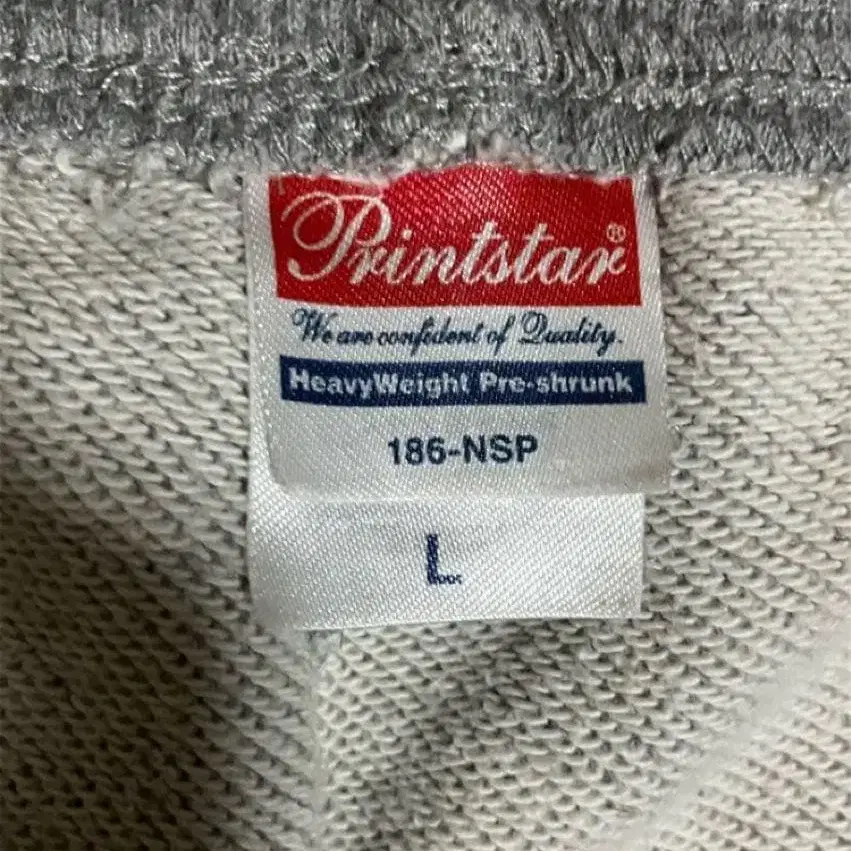 Printstar®
We are confident of Quality.
HeavyWeight Pre-shrunk
186-NSP
L